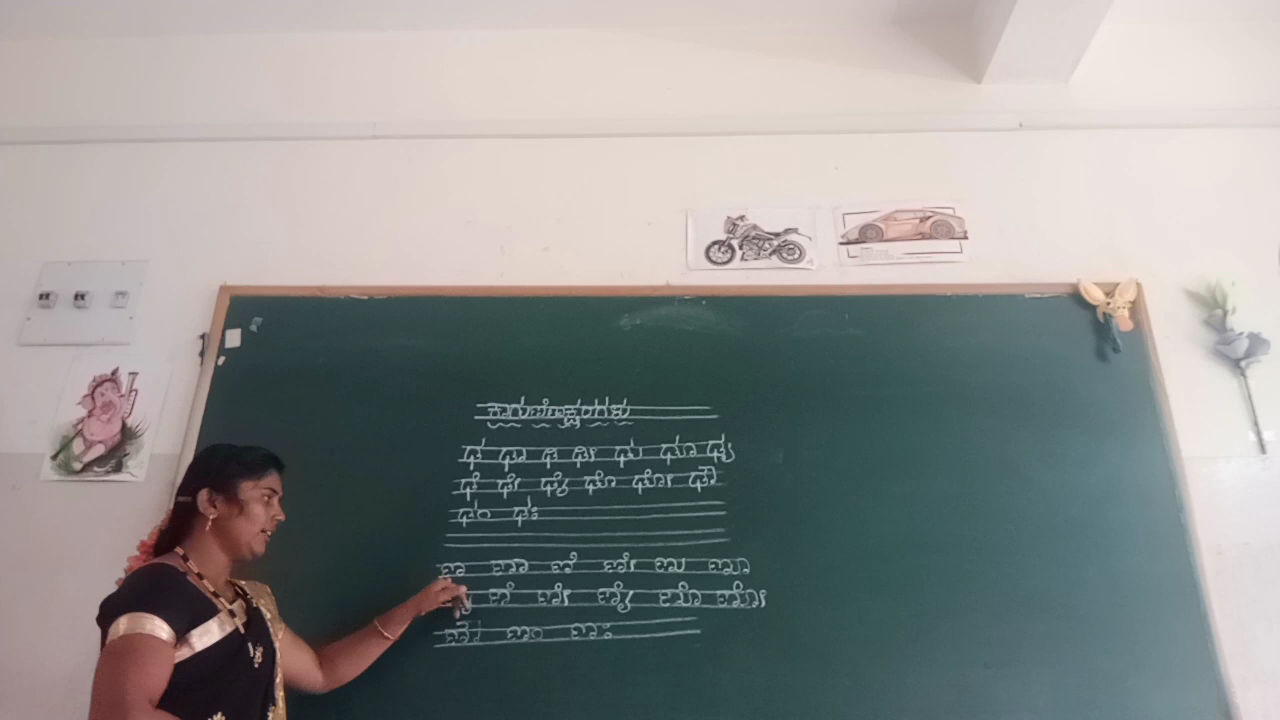 ಕಾಗುಣಿತಾಕ್ಷರಗಳು
ಢ ಢಾ ಢಿ ಢೀ ಢು ಢೂ ಢೃ
ಢೆ ಢೇ ಢೈ ಢೊ ಢೋ ಢೌ
ಢಂ ಢಃ
ಣ ಣಾ ಣಿ ಣೀ ಣು ಣೂ
ಣೆ ಣೇ ಣೈ ಣೊ ಣೋ
ಣೌ ಣಂ ಣಃ